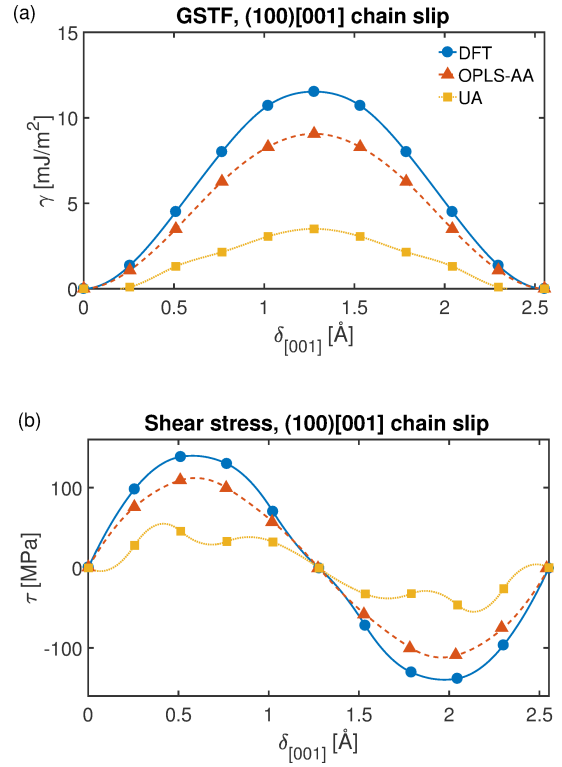 (a)
GSTF, (100)[001] chain slip
DFT
OPLS-AA
UA
15
10
5
0
γ [mJ/m²]
0 0.5 1 1.5 2 2.5
δ[001] [Å]
(b)
Shear stress, (100)[001] chain slip
100
0
-100
τ [MPa]
0 0.5 1 1.5 2 2.5
δ[001] [Å]